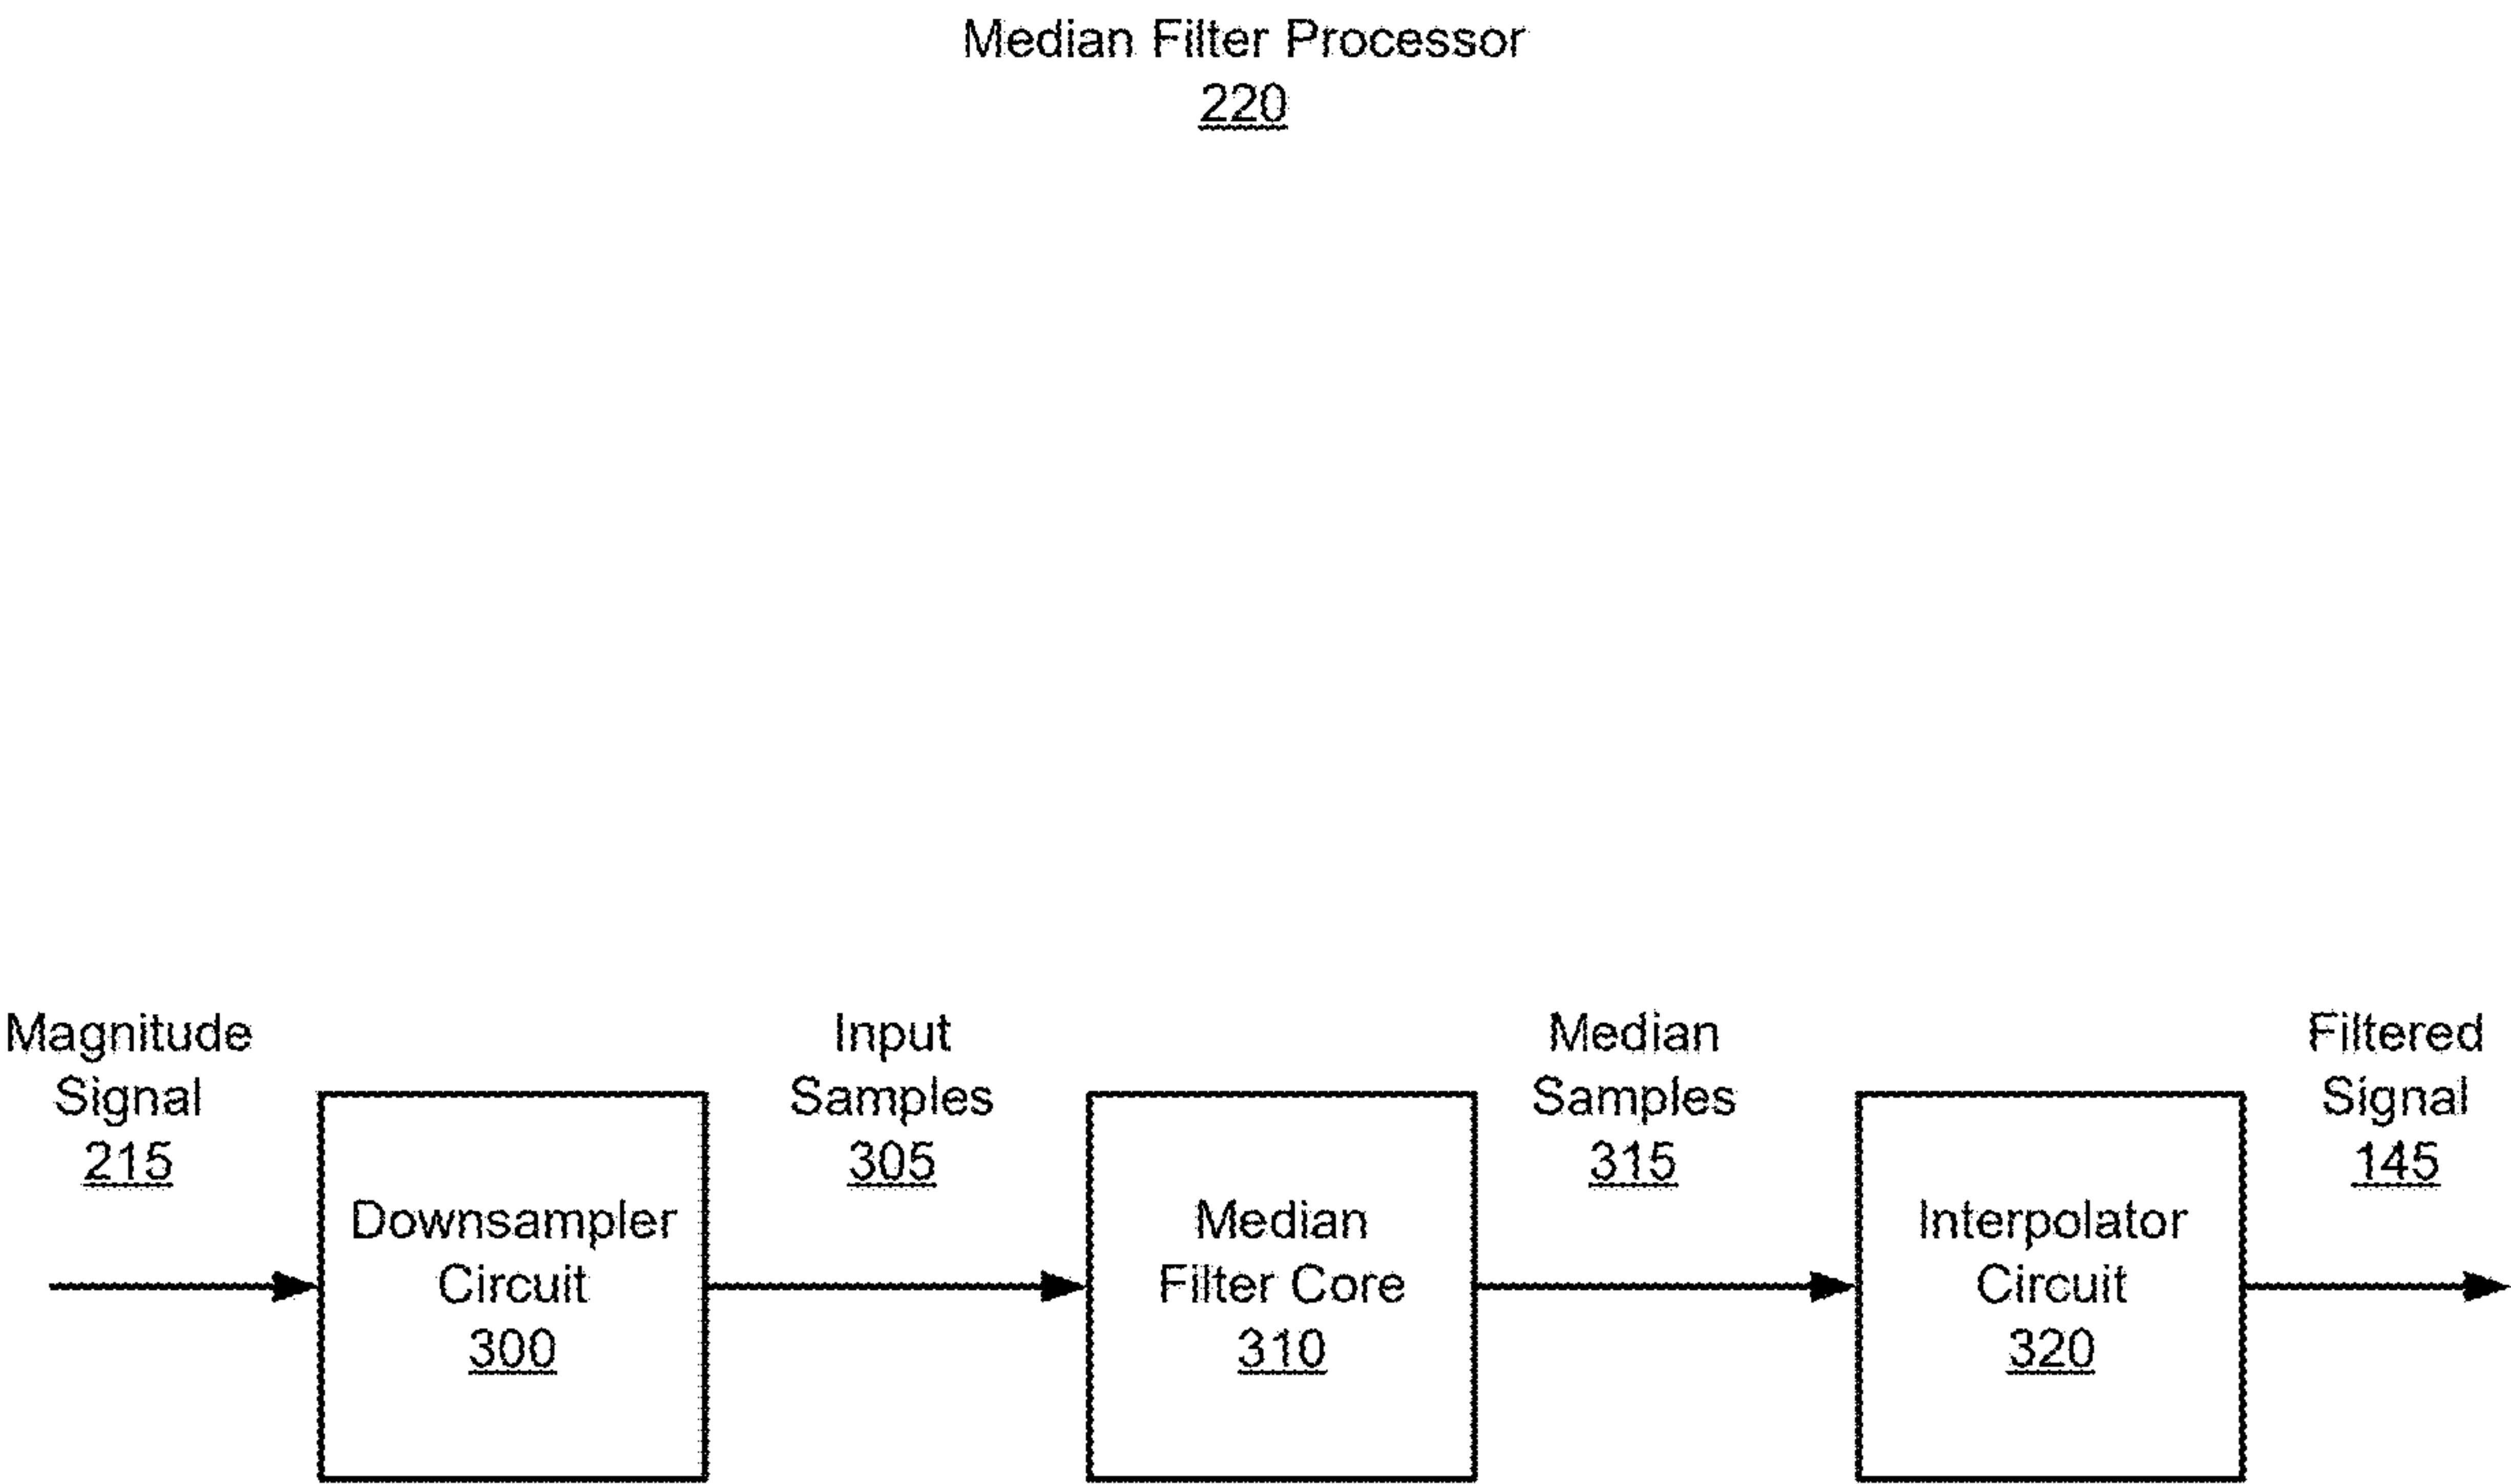 Median Filter Processor
220
Magnitude
Signal
215
Downsampler
Circuit
300
Input
Samples
305
Median
Filter Core
310
Median
Samples
315
Interpolator
Circuit
320
Filtered
Signal
145